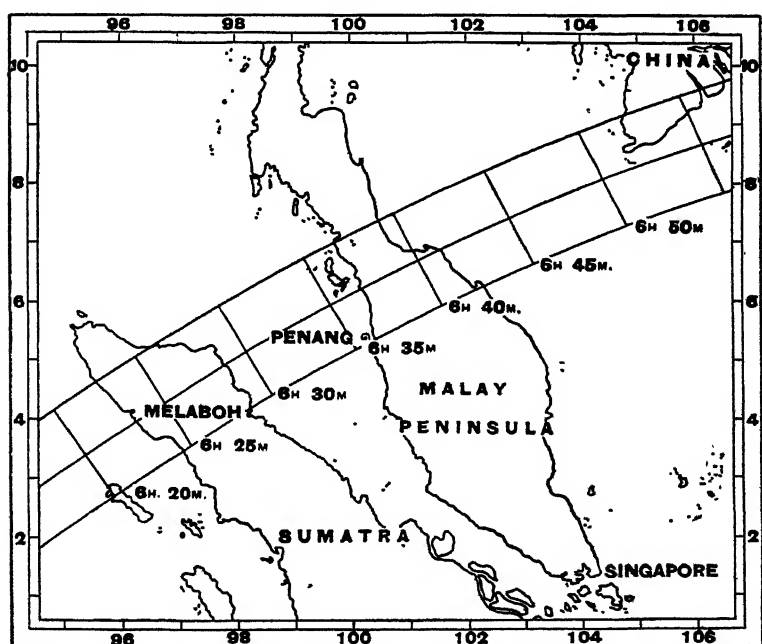 96 98 100 102 104 106
10 CHINA 10
8 8
6H 50M
6H 45M.
6 6H 40M. 6
PENANG 6H 35M
MALAY
6H 30M
4 MELABOH 4
PENINSULA
6H 25M
6H. 20M.
2 SUMATRA 2
SINGAPORE
96 98 100 102 104 106